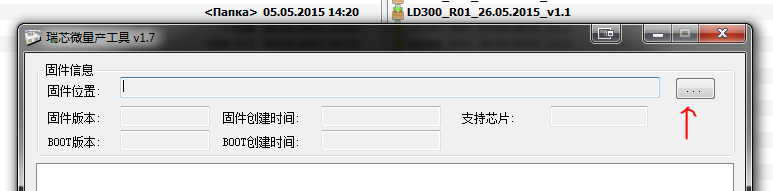 <Папка> 05.05.2015 14:20
LD300_R01_26.05.2015_v1.1
瑞芯微量产工具 v1.7
固件信息
固件位置:
...
固件版本: 固件创建时间: 支持芯片:
BOOT版本: BOOT创建时间: